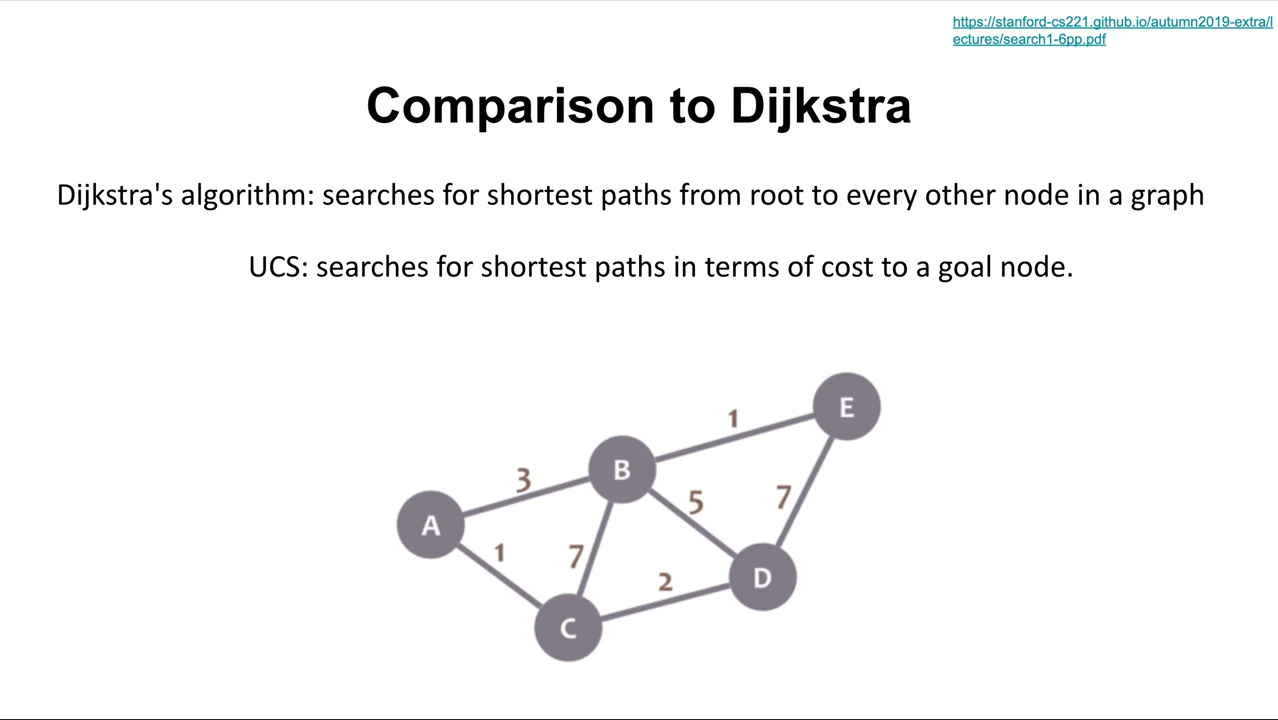 https://stanford-cs221.github.io/autumn2019-extra/l
ectures/search1-6pp.pdf
Comparison to Dijkstra
Dijkstra's algorithm: searches for shortest paths from root to every other node in a graph
UCS: searches for shortest paths in terms of cost to a goal node.
E
1
B
3
5
7
A
1
7
2
D
C